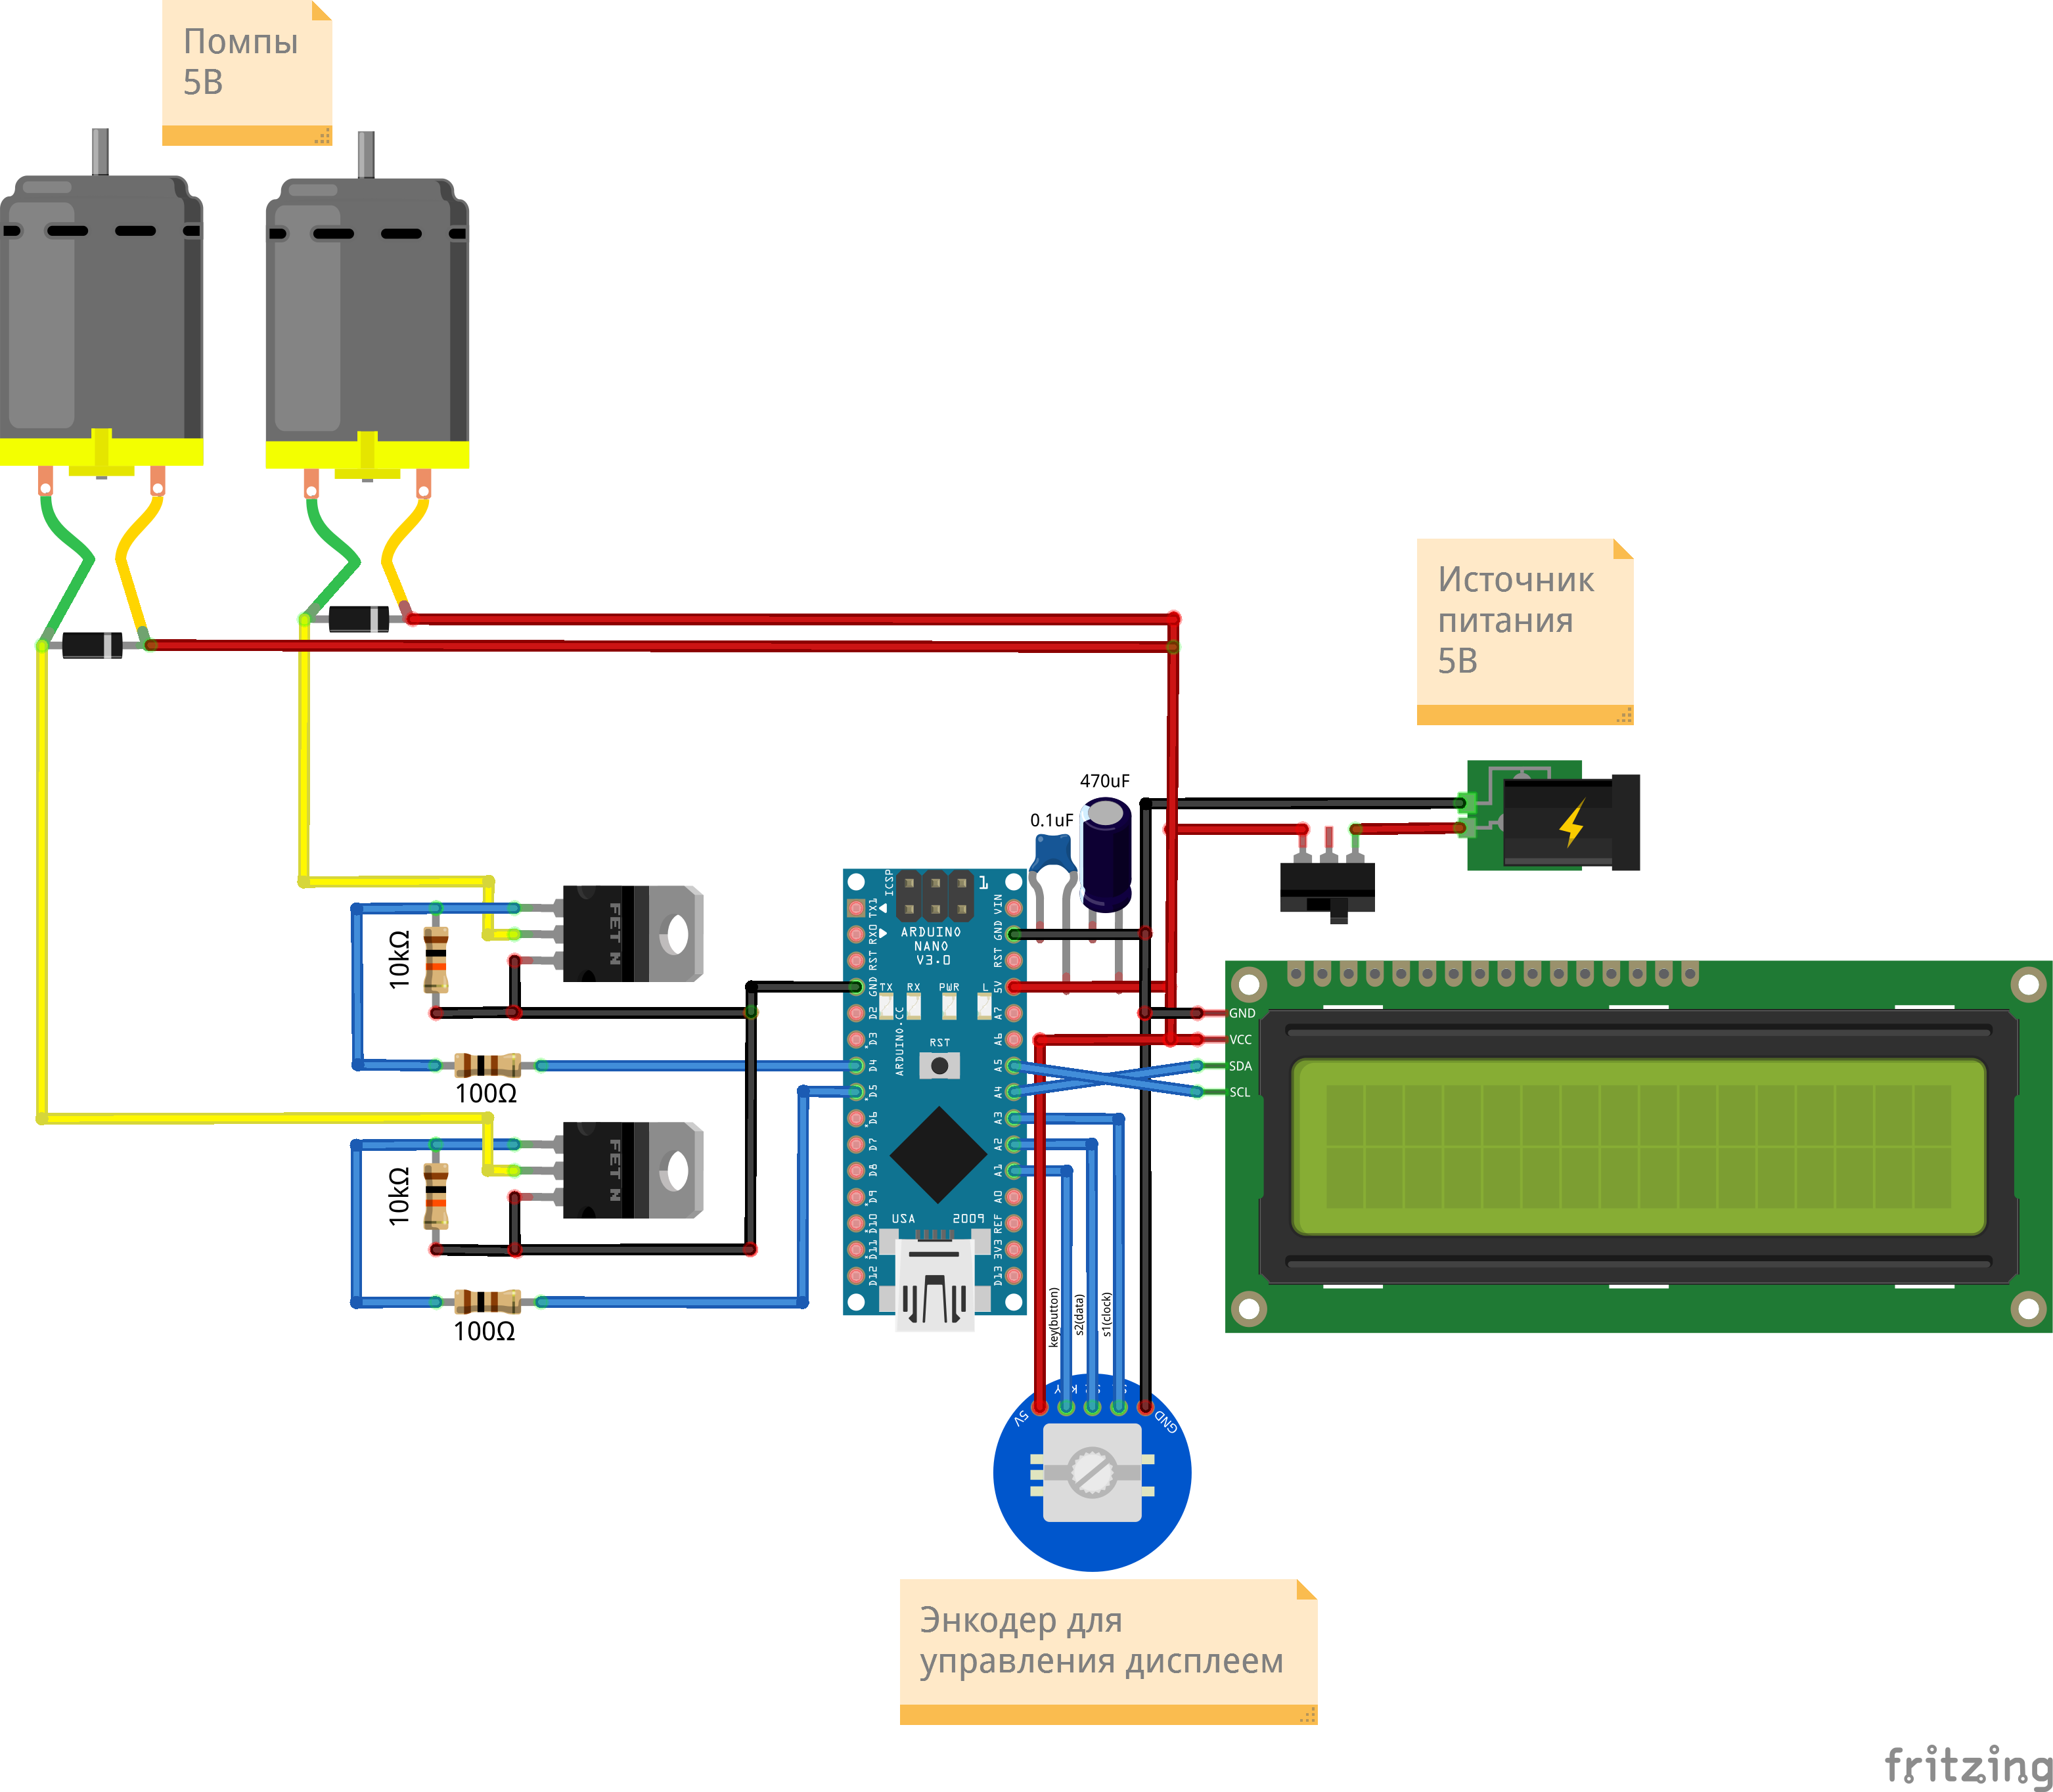 Помпы
5В
Источник
питания
5В
470uF
0.1uF
FET N
10kΩ
100Ω
FET N
10kΩ
100Ω
ICSP
1
ARDUINO
NANO
V3.0
TX1
RX0
RST
GND
D2
D3
D4
D5
D6
D7
D8
D9
D10
D11
D12
VIN
GND
RST
5V
A7
A6
A5
A4
A3
A2
A1
A0
REF
3V3
D13
TX
RX
PWR
L
RST
ARDUINO.CC
USA
2009
GND
VCC
SDA
SCL
key(button)
s2(data)
s1(clock)
5V
GND
Энкодер для
управления дисплеем
fritzing